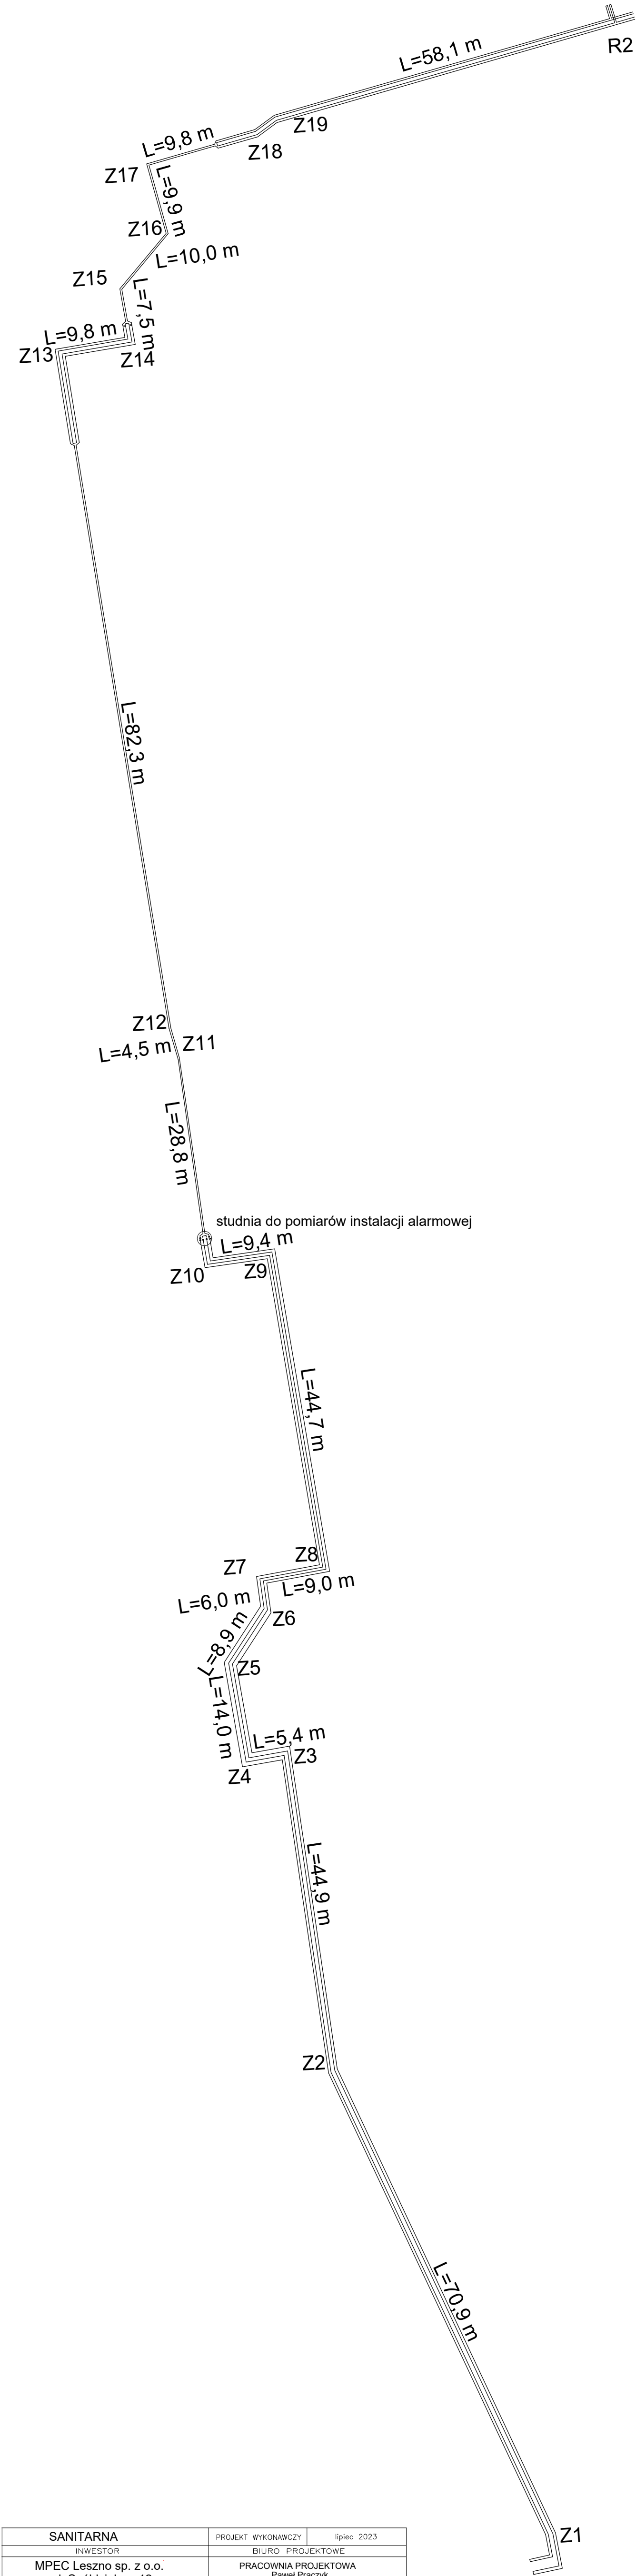 R2
L=58,1 m
Z19
L=9,8 m
Z18
Z17
L=9,9 m
Z16
L=10,0 m
Z15
L=7,5 m
L=9,8 m
Z13
Z14
L=82,3 m
Z12
L=4,5 m
Z11
L=28,8 m
studnia do pomiarów instalacji alarmowej
L=9,4 m
Z10
Z9
L=44,7 m
Z8
Z7
L=9,0 m
L=6,0 m
Z6
L=8,9 m
Z5
L=14,0 m
L=5,4 m
Z3
Z4
L=44,9 m
Z2
L=70,9 m
Z1
SANITARNA
PROJEKT WYKONAWCZY
lipiec 2023
INWESTOR
BIURO PROJEKTOWE
MPEC Leszno sp. z o.o.
PRACOWNIA PROJEKTOWA